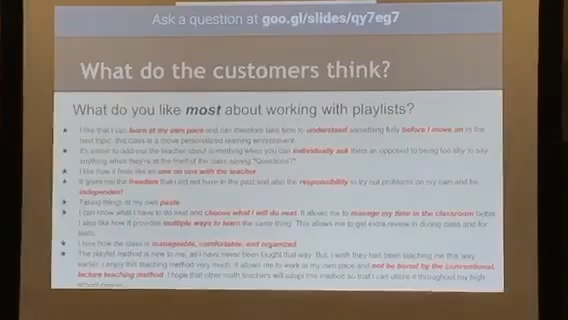 Ask a question at goo.gl/slides/qy7eg7
What do the customers think?
What do you like most about working with playlists?
★ I like that I can learn at my own pace and can therefore take time to understand something fully before I move on to the
next topic, this class is a more personalized learning environment.
★ It's easier to address the teacher about something when you can individually ask them as opposed to being too shy to say
anything when they're at the front of the class saying "Questions?"
★ I like how it feels like an one on one with the teacher
★ It gives me the freedom that I did not have in the past and also the responsibility to try out problems on my own and be
independent
★ Taking things at my own paste
★ I can know what I have to do next and choose what I will do next. It allows me to manage my time in the classroom better.
I also like how it provides multiple ways to learn the same thing. This allows me to get extra review in during class and for
tests.
★ I love how the class is manageable, comfortable, and organized
★ The playlist method is new to me, as I have never been taught that way. But, I wish they had been teaching me this way
earlier. I enjoy this teaching method very much. It allows me to work at my own pace and not be bored by the conventional,
lecture teaching method. I hope that other math teachers will adopt this method so that I can utilize it throughout my high
school